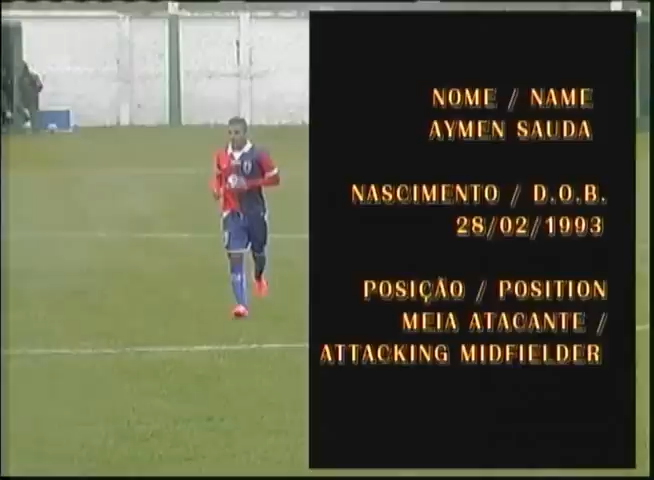 NOME / NAME
AYMEN SAUDA
NASCIMENTO / D.O.B.
28/02/1993
POSIÇÃO / POSITION
MEIA ATACANTE /
ATTACKING MIDFIELDER